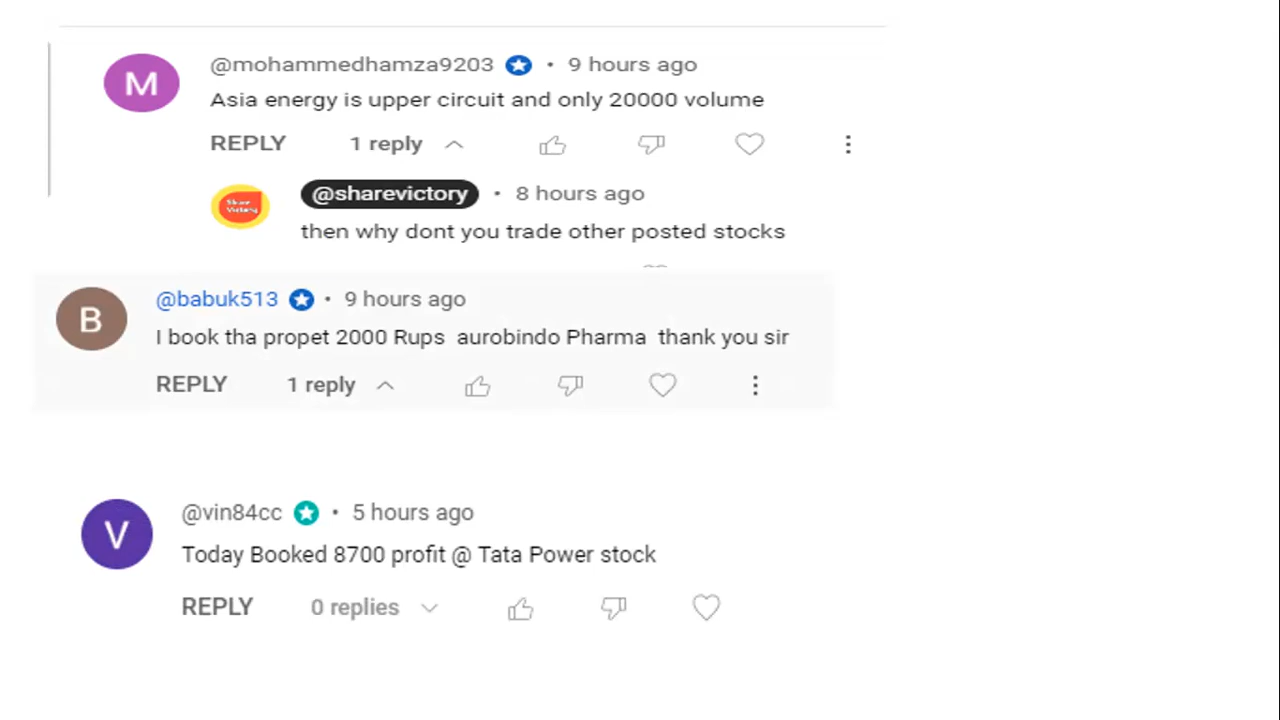 M
@mohammedhamza9203 • 9 hours ago
Asia energy is upper circuit and only 20000 volume
REPLY 1 reply
Share Victory
@sharevictory • 8 hours ago
then why dont you trade other posted stocks
B
@babuk513 • 9 hours ago
I book tha propet 2000 Rups aurobindo Pharma thank you sir
REPLY 1 reply
V
@vin84cc • 5 hours ago
Today Booked 8700 profit @ Tata Power stock
REPLY 0 replies